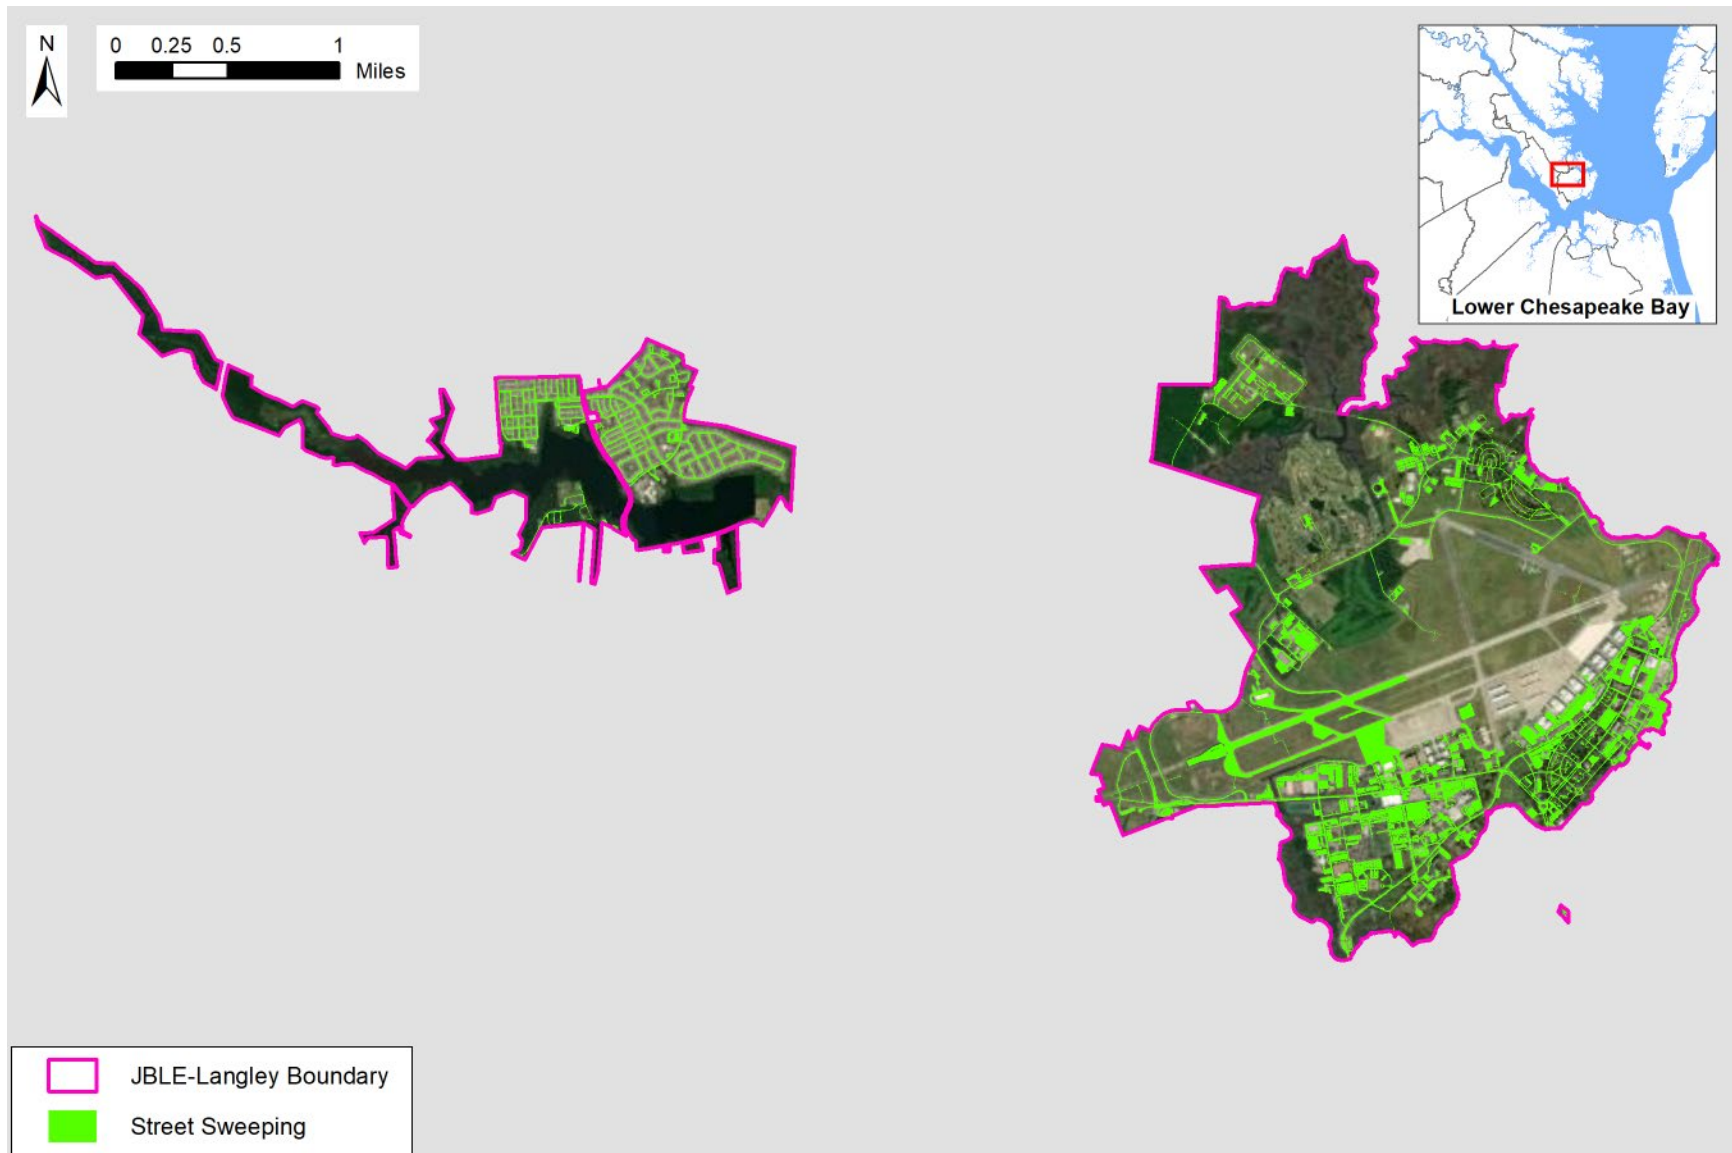 N
0 0.25 0.5 1
Miles
Lower Chesapeake Bay
JBLE-Langley Boundary
Street Sweeping